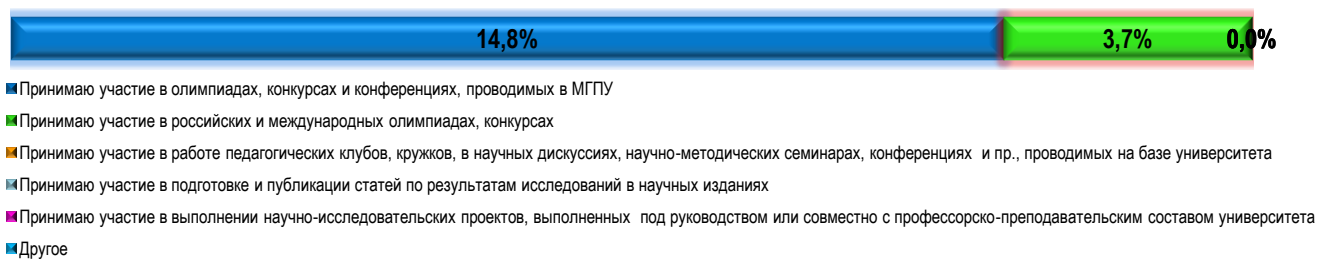 14,8% 3,7% 0,0%
Принимаю участие в олимпиадах, конкурсах и конференциях, проводимых в МГПУ
Принимаю участие в российских и международных олимпиадах, конкурсах
Принимаю участие в работе педагогических клубов, кружков, в научных дискуссиях, научно-методических семинарах, конференциях и пр., проводимых на базе университета
Принимаю участие в подготовке и публикации статей по результатам исследований в научных изданиях
Принимаю участие в выполнении научно-исследовательских проектов, выполненных под руководством или совместно с профессорско-преподавательским составом университета
Другое